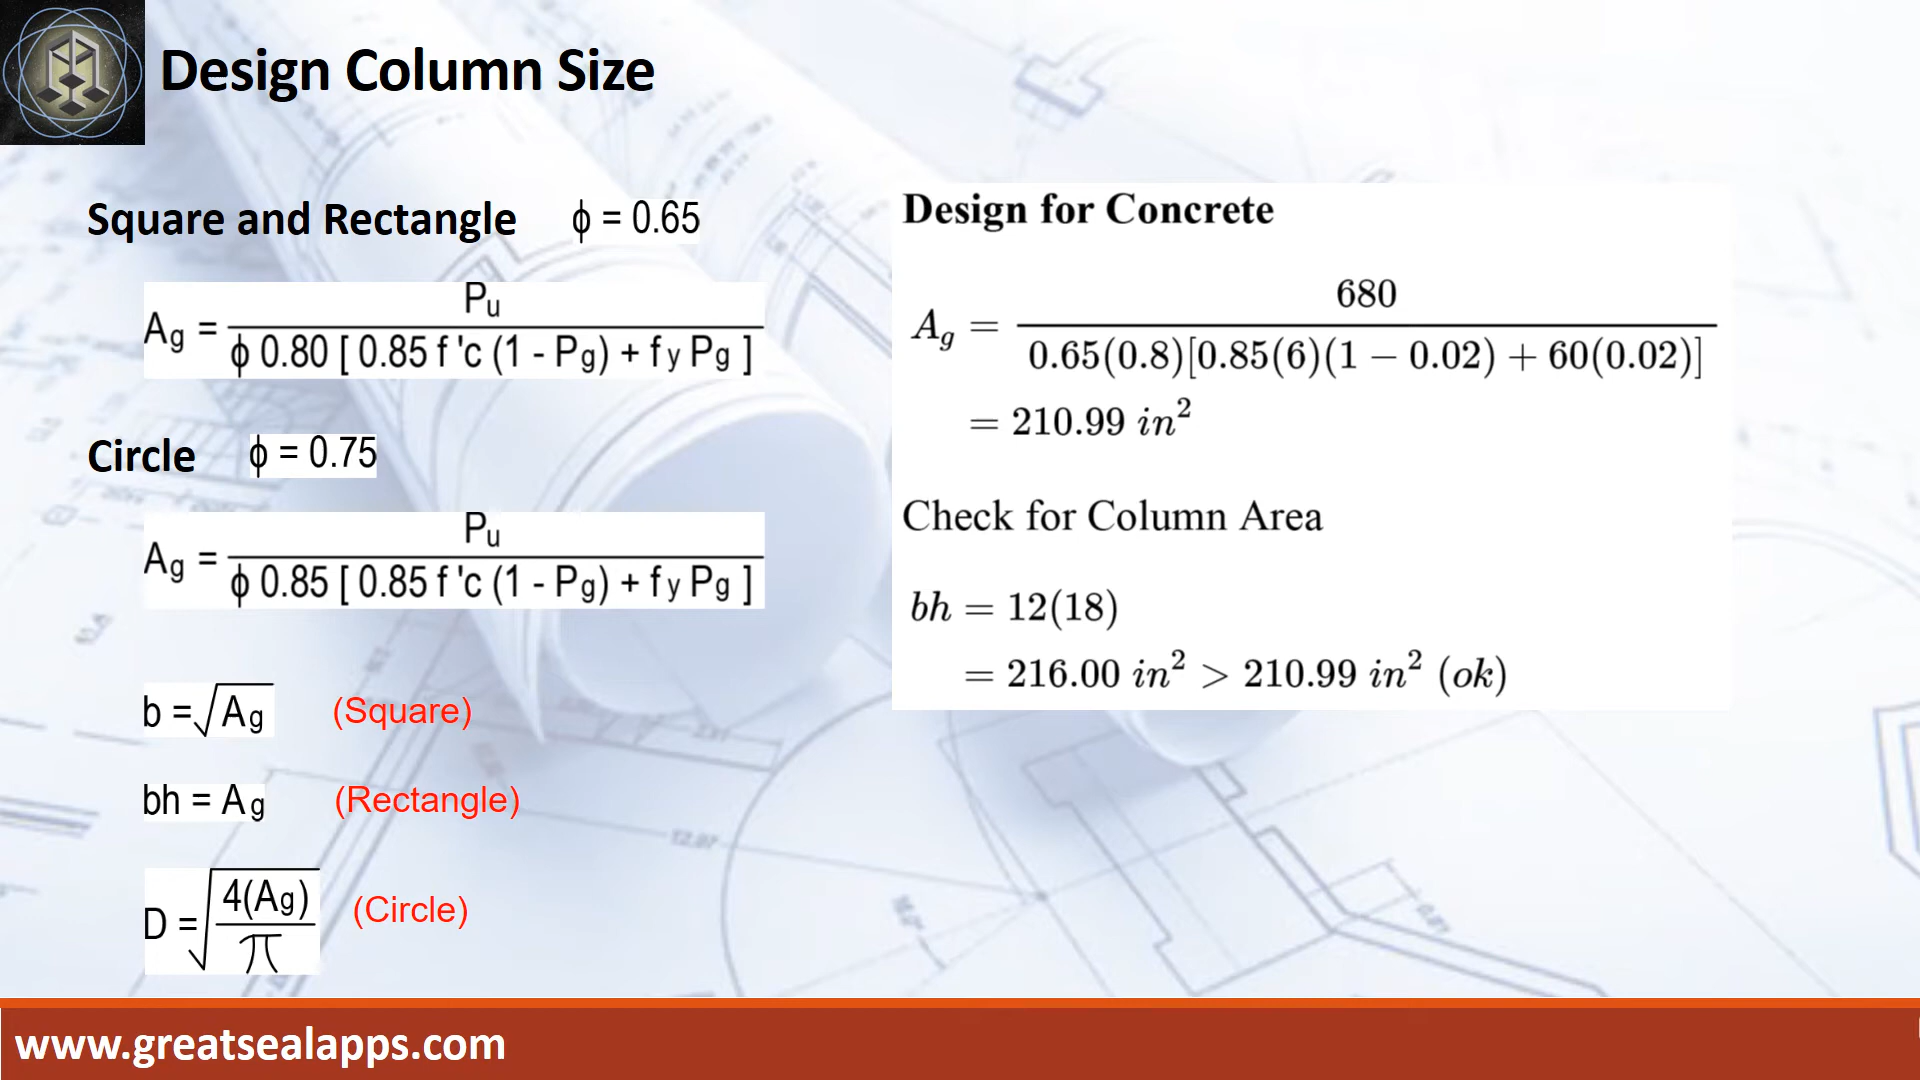 Design Column Size
Square and Rectangle ϕ = 0.65
Ag = Pu / ϕ 0.80 [ 0.85 f 'c (1 - Pg) + f y Pg ]
Circle ϕ = 0.75
Ag = Pu / ϕ 0.85 [ 0.85 f 'c (1 - Pg) + f y Pg ]
b = √Ag (Square)
bh = Ag (Rectangle)
D = √(4(Ag) / π) (Circle)
Design for Concrete
Ag = 680 / 0.65(0.8)[0.85(6)(1 − 0.02) + 60(0.02)]
= 210.99 in²
Check for Column Area
bh = 12(18)
= 216.00 in² > 210.99 in² (ok)
www.greatsealapps.com